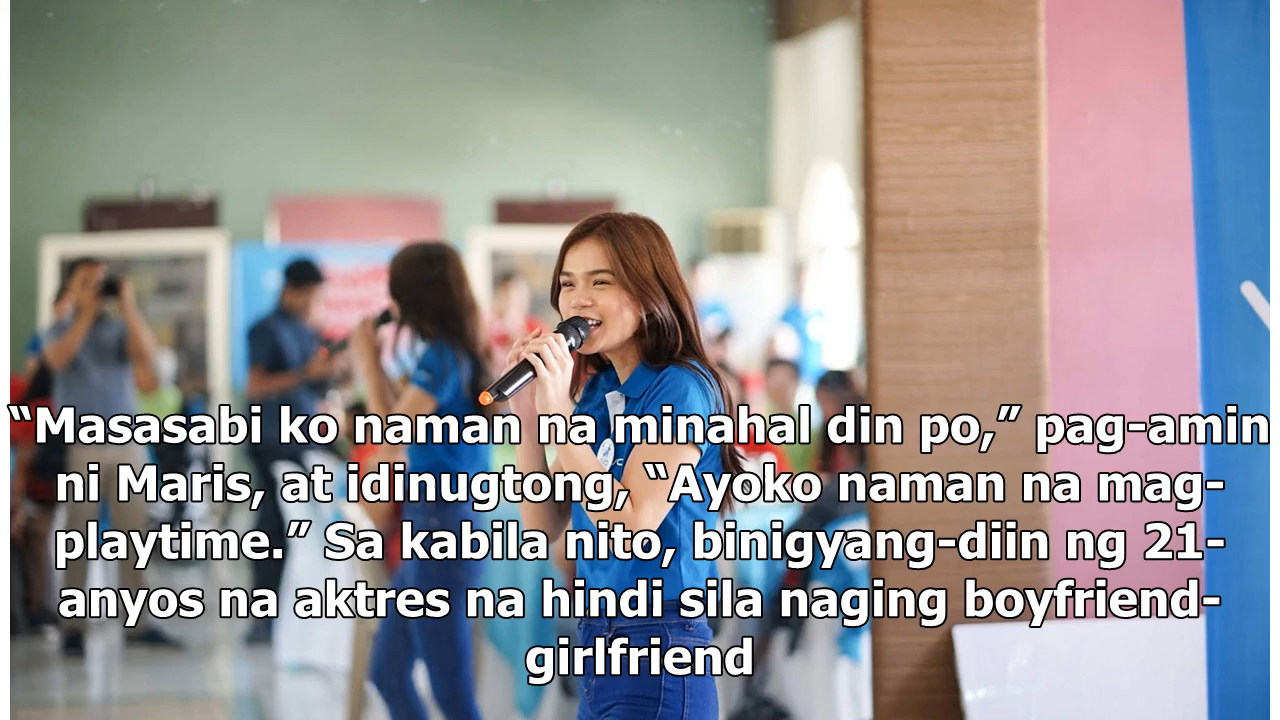 “Masasabi ko naman na minahal din po,” pag-amin
ni Maris, at idinugtong, “Ayoko naman na mag-
playtime.” Sa kabila nito, binigyang-diin ng 21-
anyos na aktres na hindi sila naging boyfriend-
girlfriend